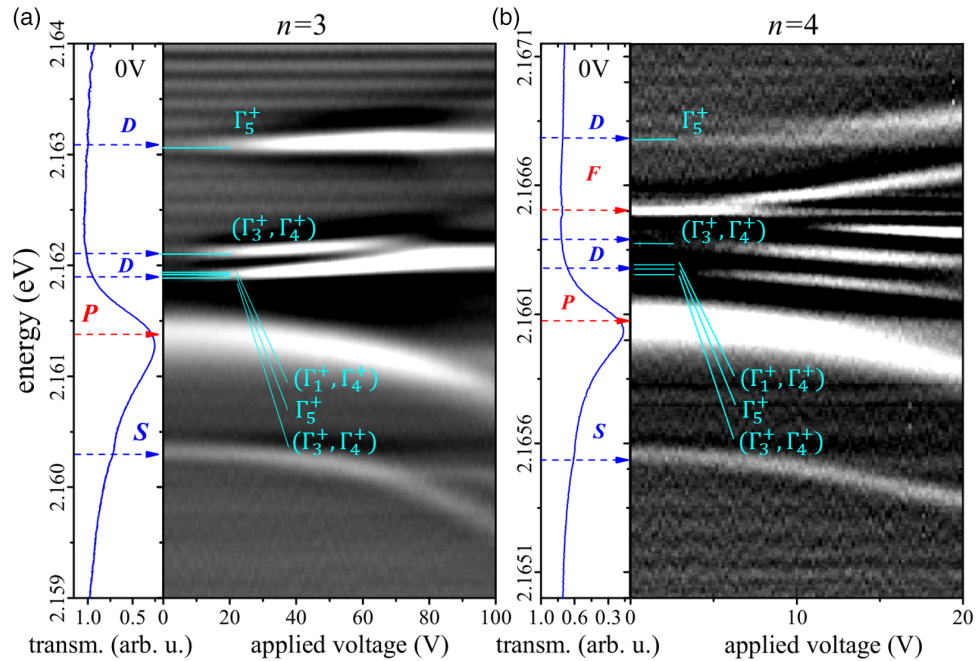 (a)
n=3
(b)
n=4
energy (eV)
2.164
2.163
2.162
2.161
2.160
2.159
0V
D
D
P
S
Γ₅⁺
(Γ₃⁺, Γ₄⁺)
(Γ₁⁺, Γ₄⁺)
Γ₅⁺
(Γ₃⁺, Γ₄⁺)
1.0 0.5 0 0 20 40 60 80 100
transm. (arb. u.) applied voltage (V)
2.1671
2.1666
2.1661
2.1656
2.1651
0V
D
F
D
P
S
Γ₅⁺
(Γ₃⁺, Γ₄⁺)
(Γ₁⁺, Γ₄⁺)
Γ₅⁺
(Γ₃⁺, Γ₄⁺)
1.0 0.6 0.3 0 10 20
transm. (arb. u.) applied voltage (V)